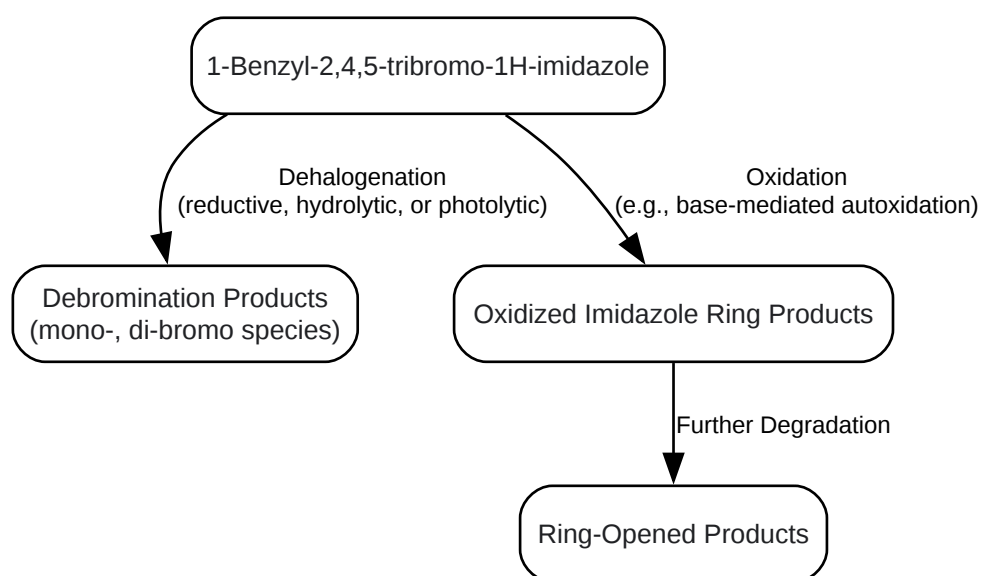 1-Benzyl-2,4,5-tribromo-1H-imidazole
Dehalogenation
(reductive, hydrolytic, or photolytic)
Oxidation
(e.g., base-mediated autoxidation)
Debromination Products
(mono-, di-bromo species)
Oxidized Imidazole Ring Products
Further Degradation
Ring-Opened Products